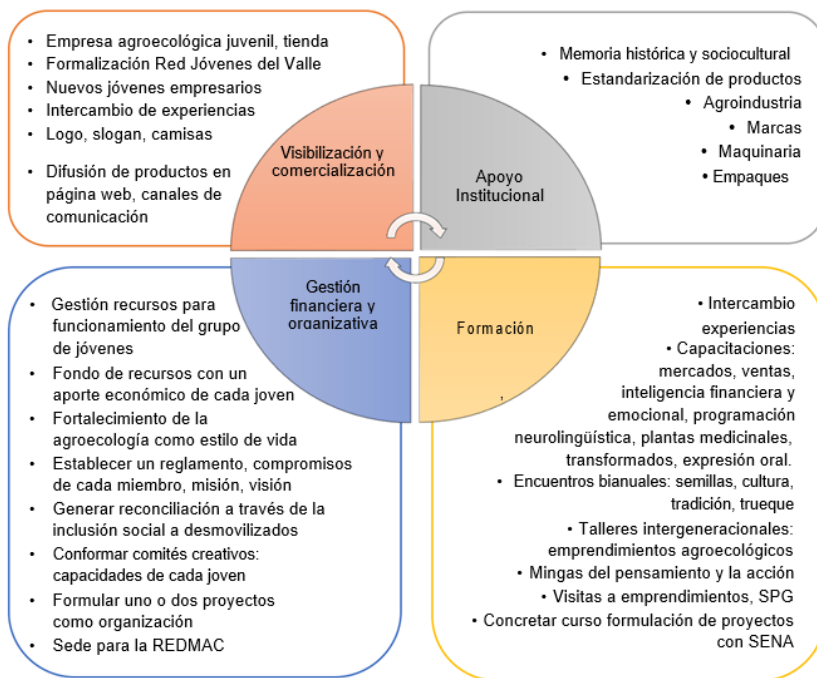 • Empresa agroecológica juvenil, tienda
• Formalización Red Jóvenes del Valle
• Nuevos jóvenes empresarios
• Intercambio de experiencias
• Logo, slogan, camisas
• Difusión de productos en
página web, canales de
comunicación
Visibilización y
comercialización
• Memoria histórica y sociocultural
• Estandarización de productos
• Agroindustria
• Marcas
• Maquinaria
• Empaques
Apoyo
Institucional
• Gestión recursos para
funcionamiento del grupo
de jóvenes
• Fondo de recursos con un
aporte económico de cada joven
• Fortalecimiento de la
agroecología como estilo de vida
• Establecer un reglamento, compromisos
de cada miembro, misión, visión
• Generar reconciliación a través de la
inclusión social a desmovilizados
• Conformar comités creativos:
capacidades de cada joven
• Formular uno o dos proyectos
como organización
• Sede para la REDMAC
Gestión
financiera y
organizativa
Formación
,
• Intercambio
experiencias
• Capacitaciones:
mercados, ventas,
inteligencia financiera y
emocional, programación
neurolingüística, plantas medicinales,
transformados, expresión oral.
• Encuentros bianuales: semillas, cultura,
tradición, trueque
• Talleres intergeneracionales:
emprendimientos agroecológicos
• Mingas del pensamiento y la acción
• Visitas a emprendimientos, SPG
• Concretar curso formulación de proyectos
con SENA